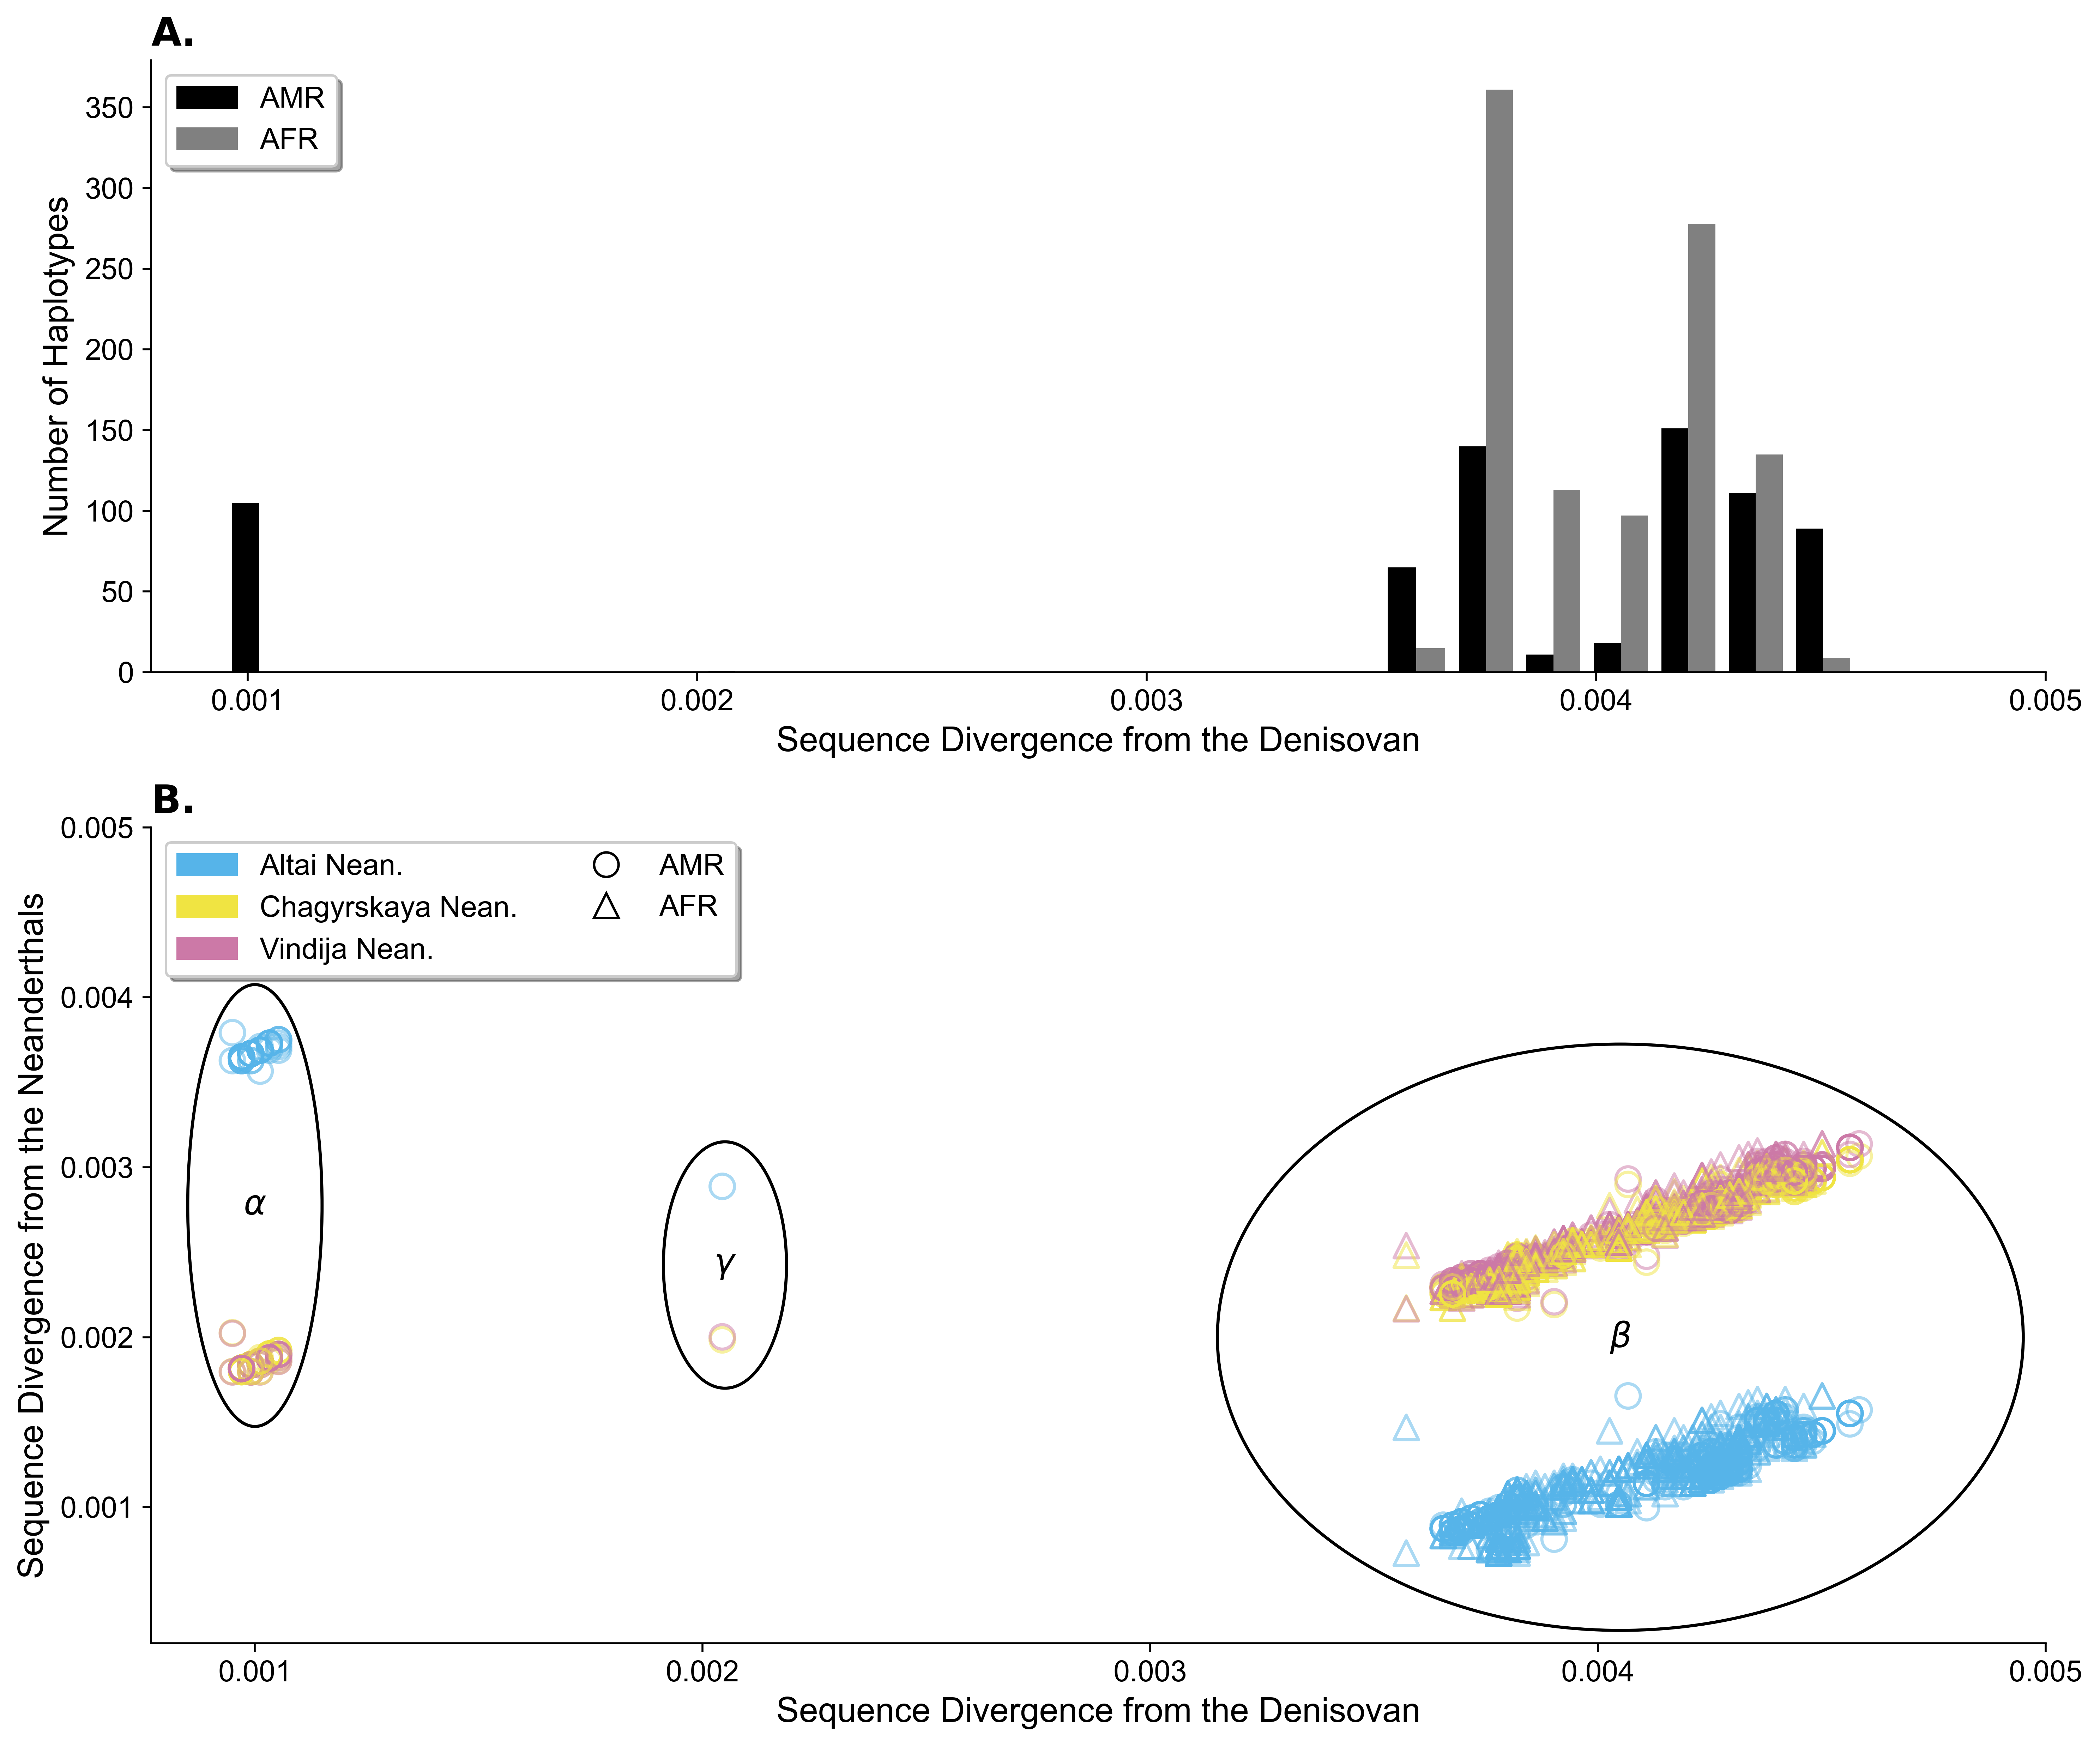 A.
AMR
AFR
350
300
250
200
150
100
50
0
Number of Haplotypes
0.001 0.002 0.003 0.004 0.005
Sequence Divergence from the Denisovan
B.
Altai Nean.
Chagyrskaya Nean.
Vindija Nean.
AMR
AFR
0.005
0.004
0.003
0.002
0.001
Sequence Divergence from the Neanderthals
α
γ
β
0.001 0.002 0.003 0.004 0.005
Sequence Divergence from the Denisovan